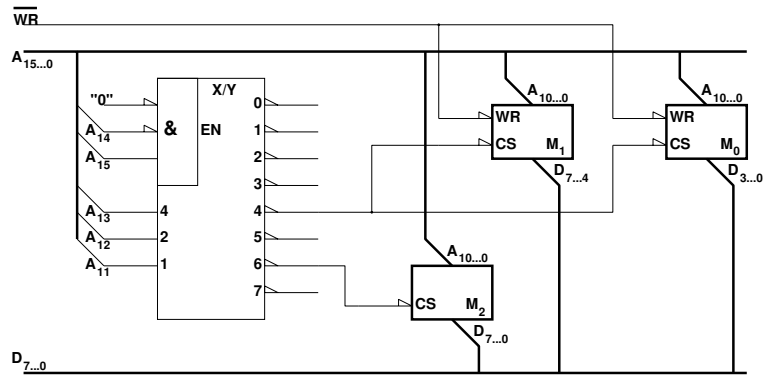 WR
A15...0
"0"
A14
A15
A13
A12
A11
&
EN
X/Y
4
2
1
0
1
2
3
4
5
6
7
A10...0
WR
CS
M1
D7...4
A10...0
WR
CS
M0
D3...0
A10...0
CS
M2
D7...0
D7...0